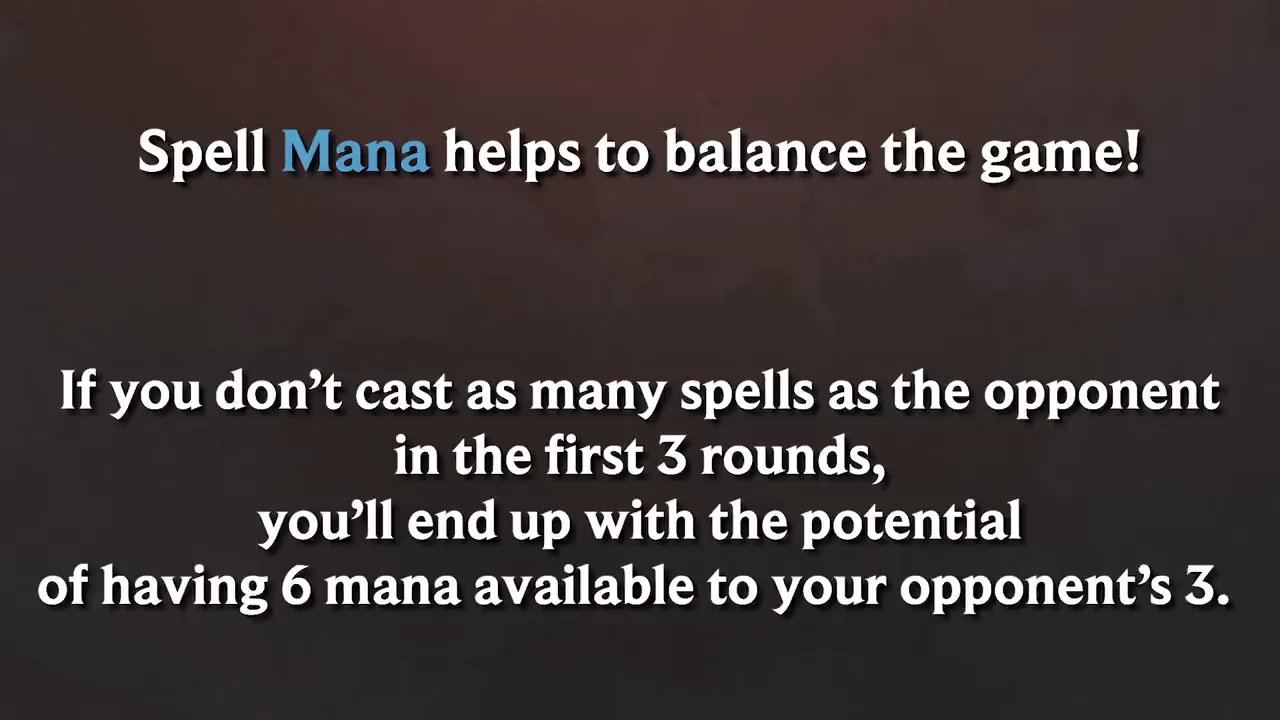 Spell Mana helps to balance the game!
If you don’t cast as many spells as the opponent
in the first 3 rounds,
you’ll end up with the potential
of having 6 mana available to your opponent’s 3.